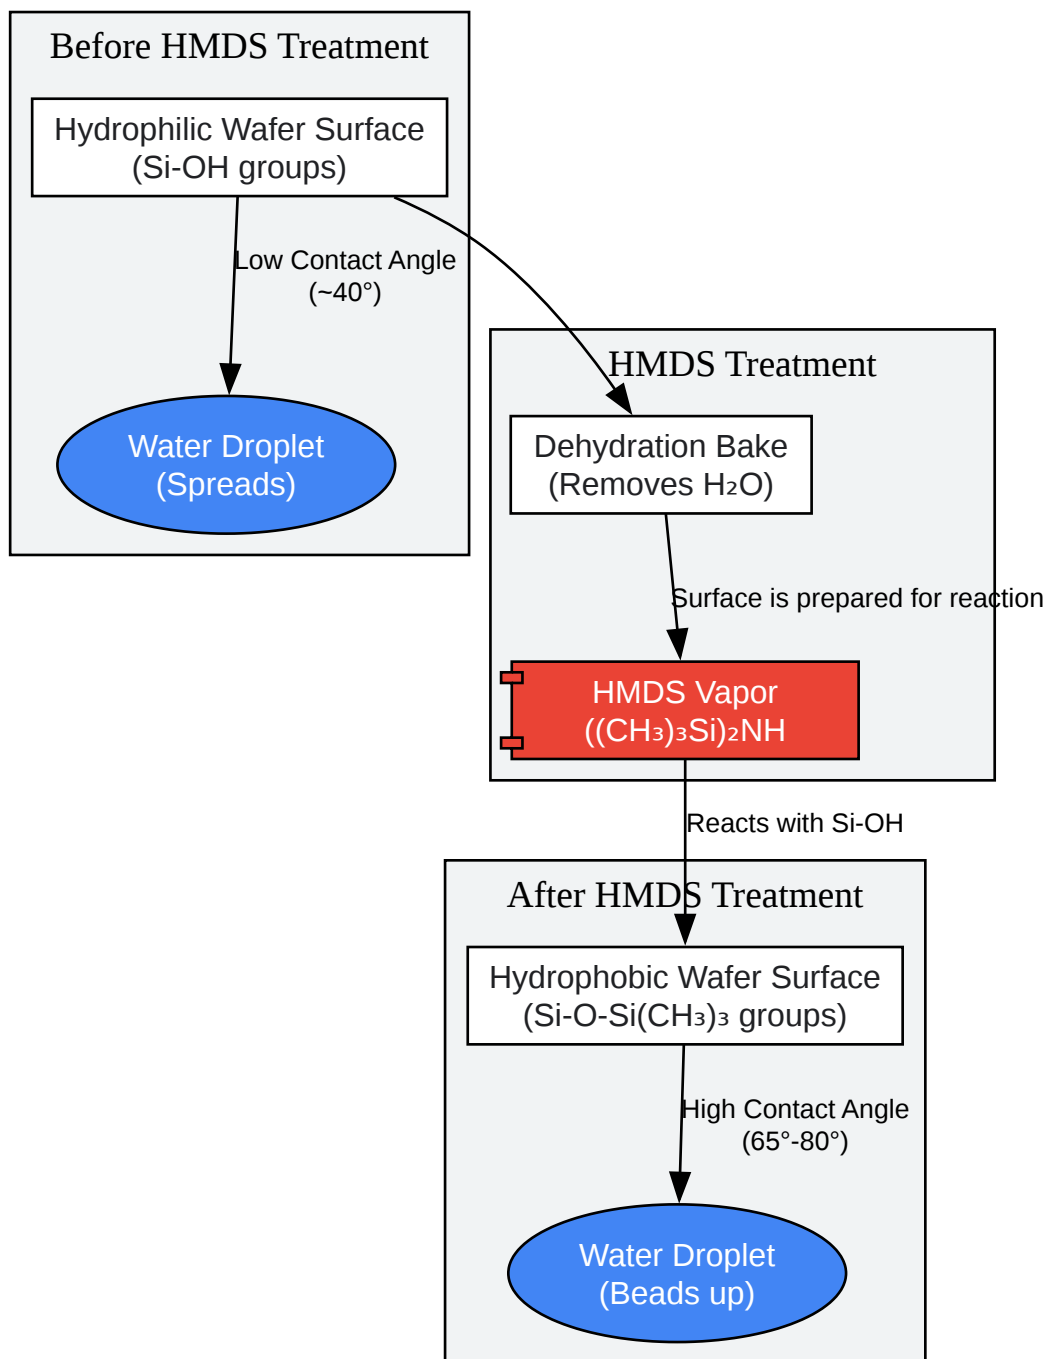 Before HMDS Treatment
Hydrophilic Wafer Surface
(Si-OH groups)
Low Contact Angle
(~40°)
Water Droplet
(Spreads)
HMDS Treatment
Dehydration Bake
(Removes H₂O)
Surface is prepared for reaction
HMDS Vapor
((CH₃)₃Si)₂NH
Reacts with Si-OH
After HMDS Treatment
Hydrophobic Wafer Surface
(Si-O-Si(CH₃)₃ groups)
High Contact Angle
(65°-80°)
Water Droplet
(Beads up)